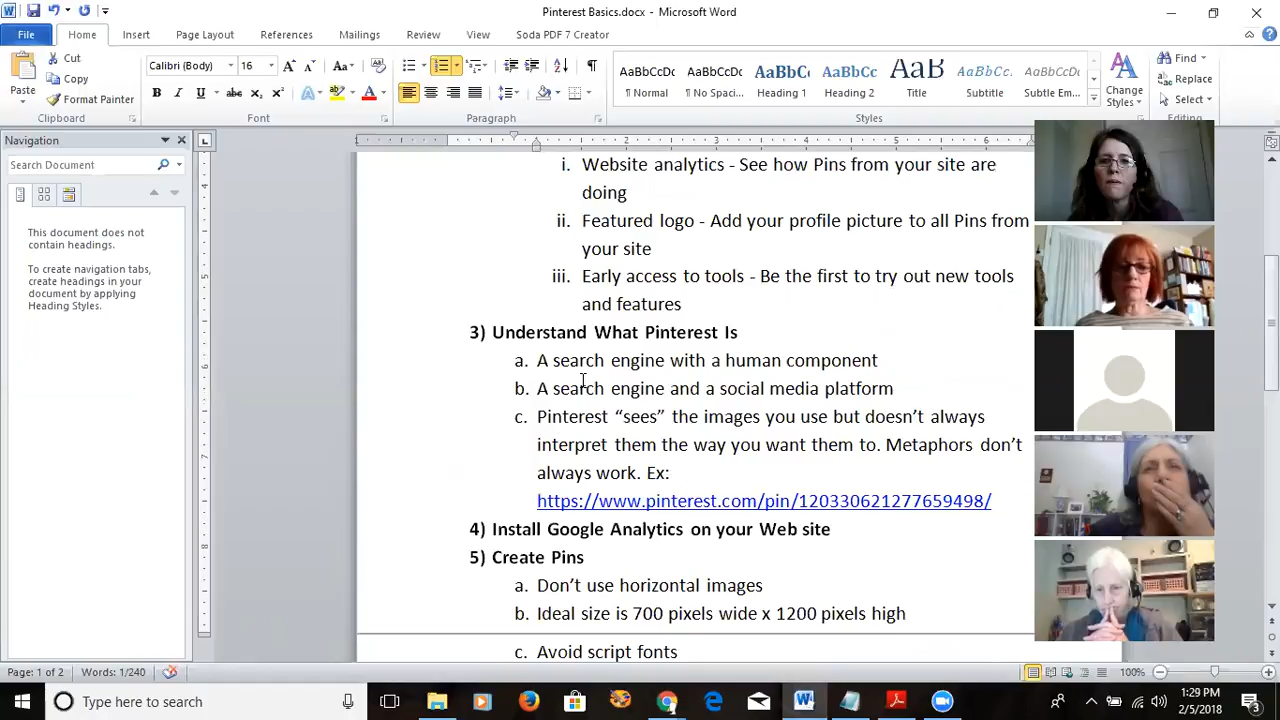 Pinterest Basics.docx - Microsoft Word
File Home Insert Page Layout References Mailings Review View Soda PDF 7 Creator
Paste
Cut
Copy
Format Painter
Clipboard
Calibri (Body) 16
Font
Paragraph
AaBbCcDc AaBbCcDc AaBbC AaBbCc AaB AaBbCc. AaBbCcDc
¶ Normal ¶ No Spaci... Heading 1 Heading 2 Title Subtitle Subtle Em...
Styles
Change
Styles
Find
Replace
Select
Editing
Navigation
Search Document
This document does not
contain headings.
To create navigation tabs,
create headings in your
document by applying
Heading Styles.
i. Website analytics - See how Pins from your site are
doing
ii. Featured logo - Add your profile picture to all Pins from
your site
iii. Early access to tools - Be the first to try out new tools
and features
3) Understand What Pinterest Is
a. A search engine with a human component
b. A search engine and a social media platform
c. Pinterest “sees” the images you use but doesn’t always
interpret them the way you want them to. Metaphors don’t
always work. Ex:
https://www.pinterest.com/pin/120330621277659498/
4) Install Google Analytics on your Web site
5) Create Pins
a. Don’t use horizontal images
b. Ideal size is 700 pixels wide x 1200 pixels high
c. Avoid script fonts
Page: 1 of 2 Words: 1/240 100%
Type here to search
1:29 PM
2/5/2018